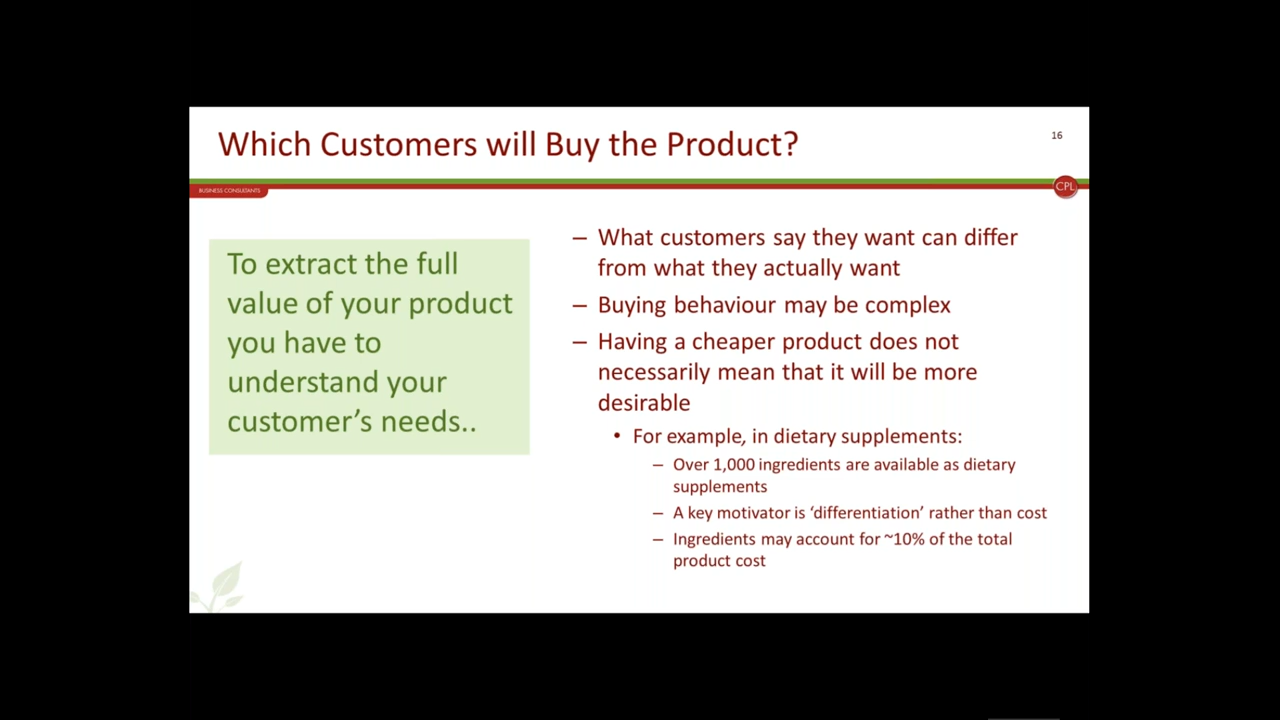 Which Customers will Buy the Product?
16
BUSINESS CONSULTANTS
CPL
To extract the full
value of your product
you have to
understand your
customer’s needs..
– What customers say they want can differ
from what they actually want
– Buying behaviour may be complex
– Having a cheaper product does not
necessarily mean that it will be more
desirable
• For example, in dietary supplements:
– Over 1,000 ingredients are available as dietary
supplements
– A key motivator is ‘differentiation’ rather than cost
– Ingredients may account for ~10% of the total
product cost